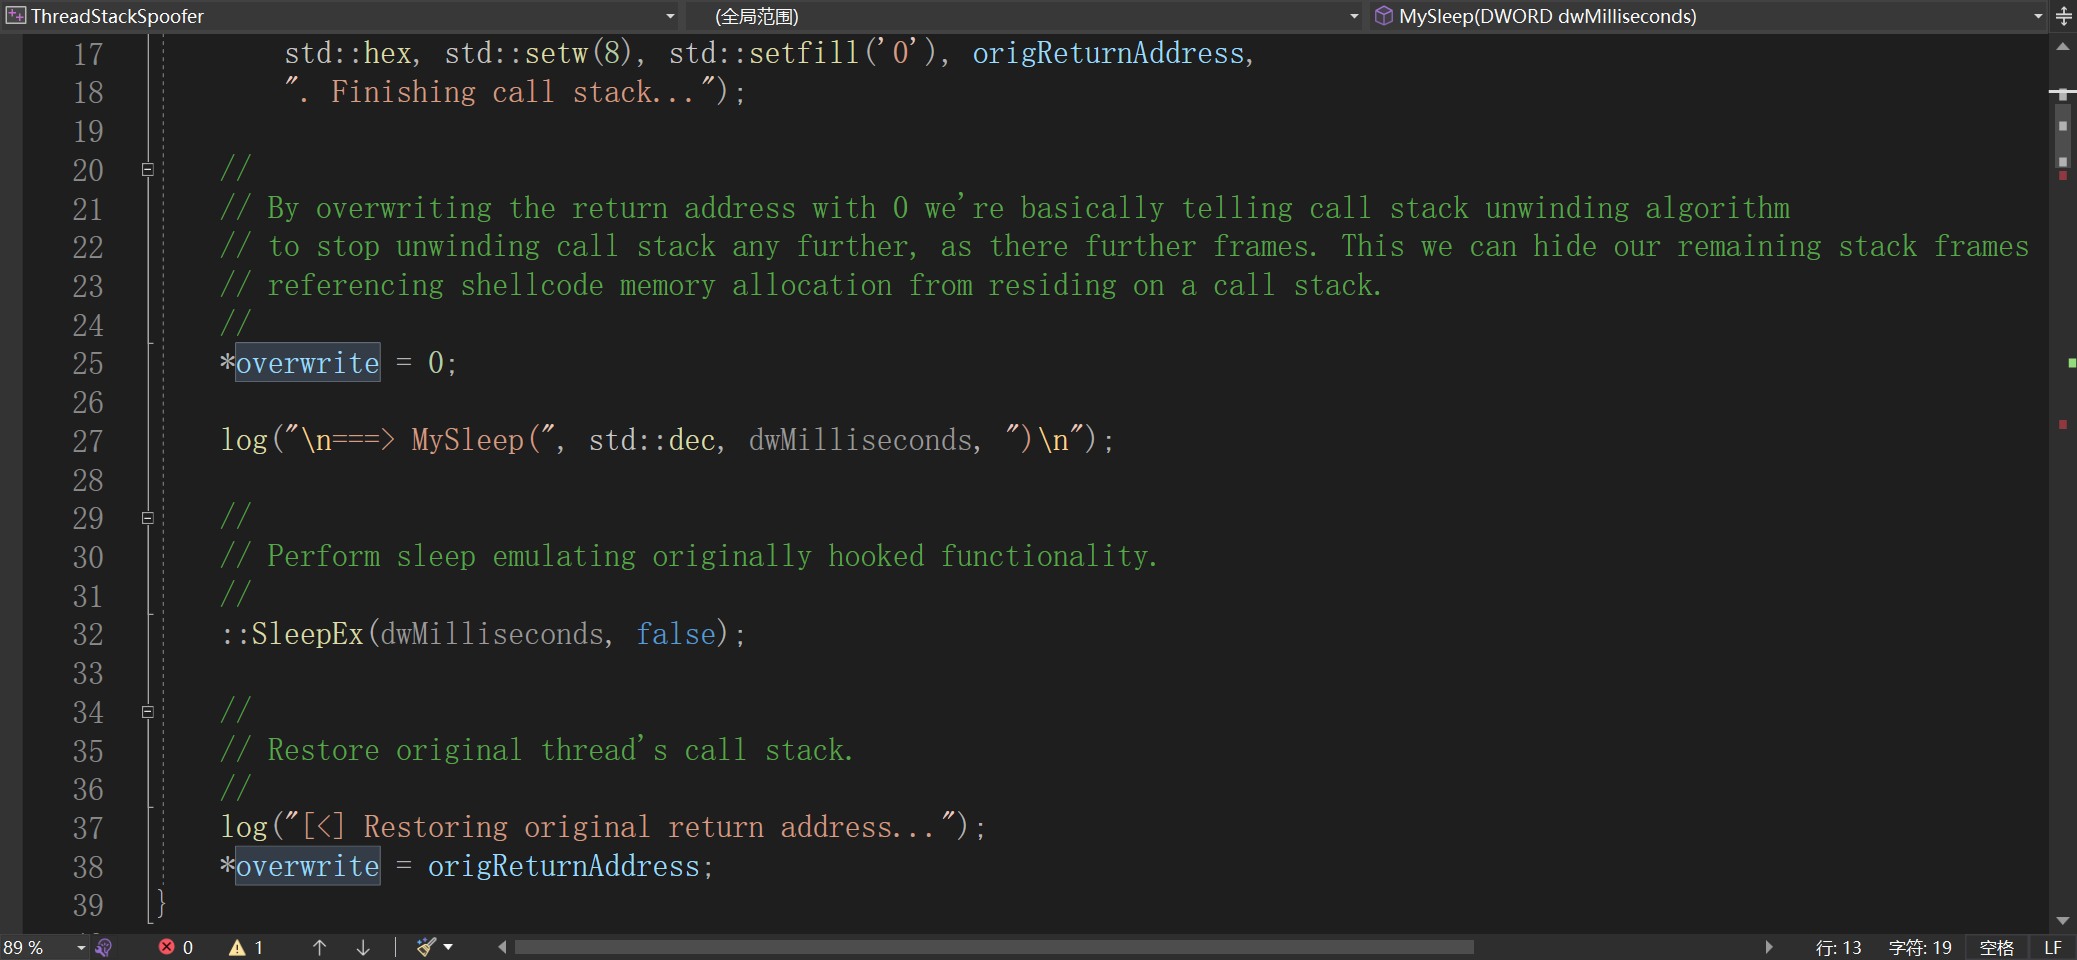 ThreadStackSpoofer (全局范围) MySleep(DWORD dwMilliseconds)
17 std::hex, std::setw(8), std::setfill('0'), origReturnAddress,
18 ". Finishing call stack...");
19
20 //
21 // By overwriting the return address with 0 we're basically telling call stack unwinding algorithm
22 // to stop unwinding call stack any further, as there further frames. This we can hide our remaining stack frames
23 // referencing shellcode memory allocation from residing on a call stack.
24 //
25 *overwrite = 0;
26
27 log("\n===> MySleep(", std::dec, dwMilliseconds, ")\n");
28
29 //
30 // Perform sleep emulating originally hooked functionality.
31 //
32 ::SleepEx(dwMilliseconds, false);
33
34 //
35 // Restore original thread's call stack.
36 //
37 log("[<] Restoring original return address...");
38 *overwrite = origReturnAddress;
39 }
89 % 0 1 行: 13 字符: 19 空格 LF